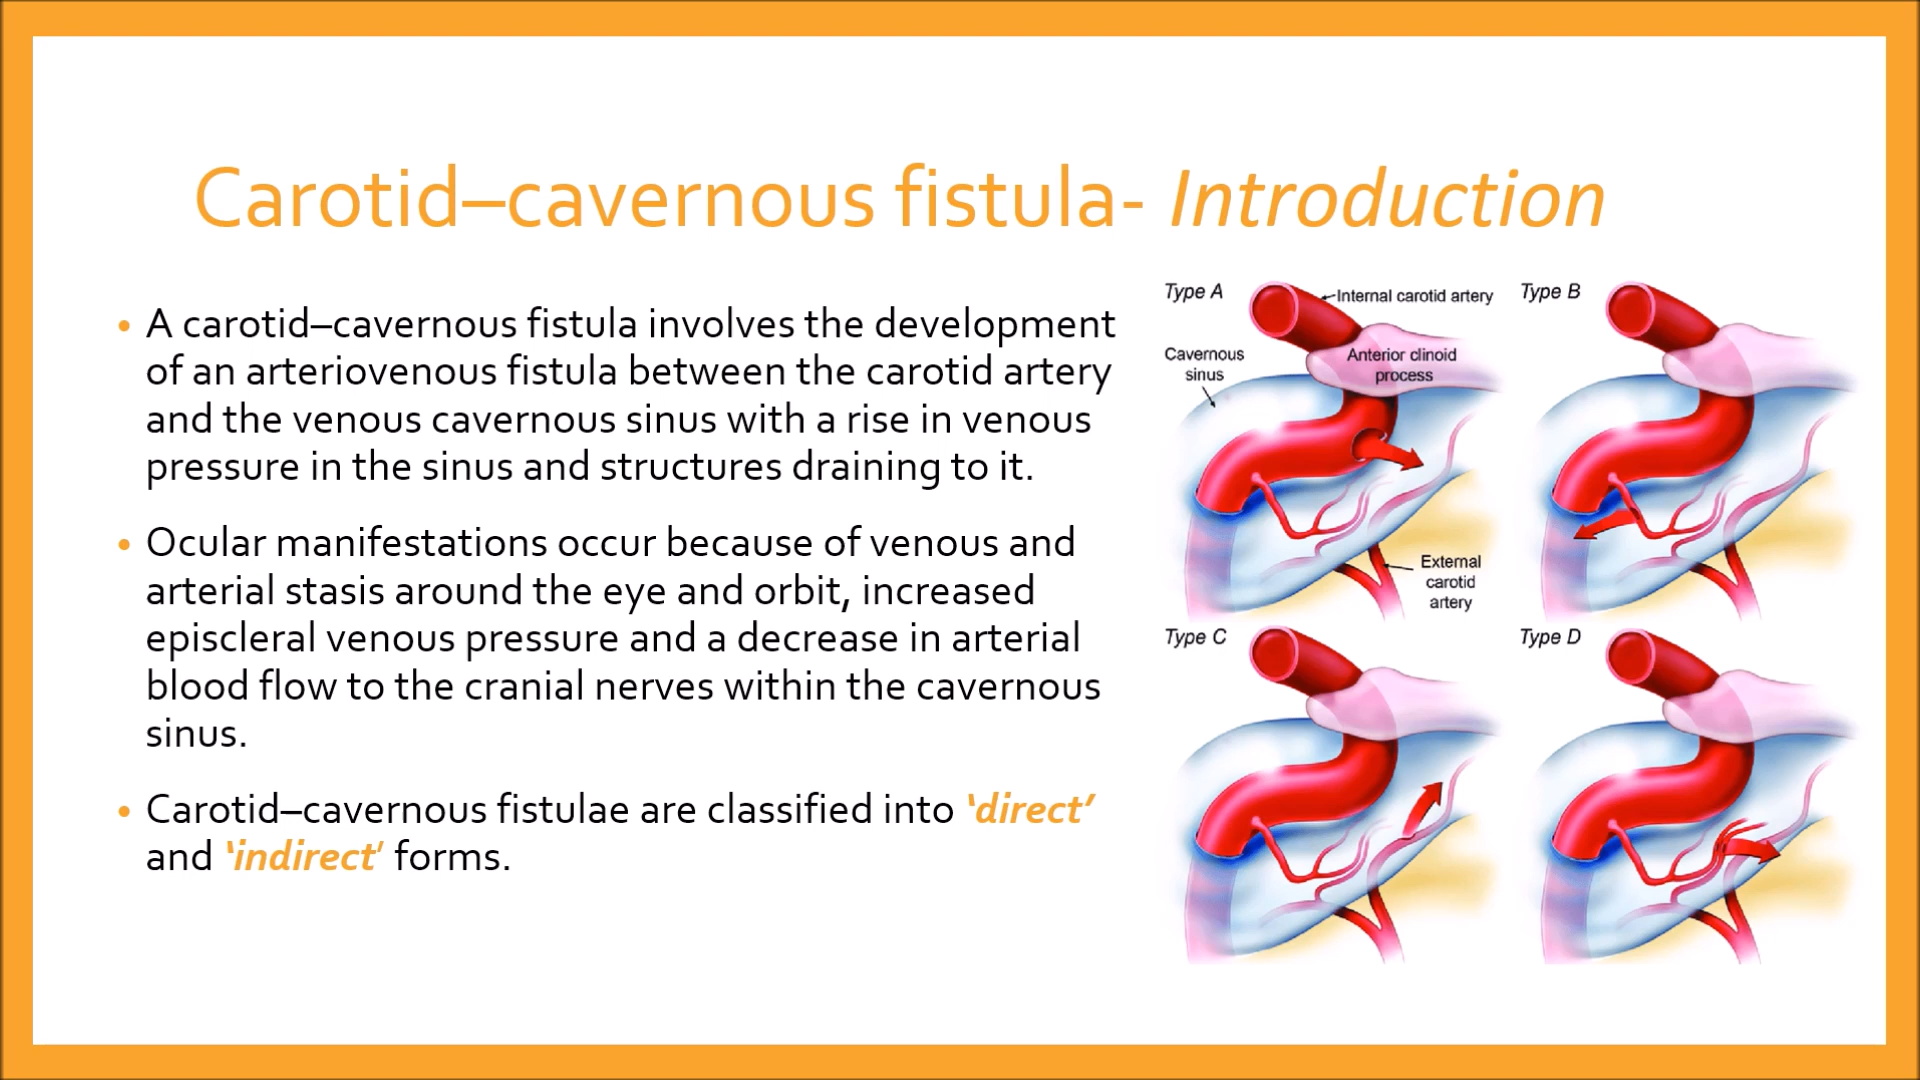 Carotid–cavernous fistula- Introduction
• A carotid–cavernous fistula involves the development
of an arteriovenous fistula between the carotid artery
and the venous cavernous sinus with a rise in venous
pressure in the sinus and structures draining to it.
• Ocular manifestations occur because of venous and
arterial stasis around the eye and orbit, increased
episcleral venous pressure and a decrease in arterial
blood flow to the cranial nerves within the cavernous
sinus.
• Carotid–cavernous fistulae are classified into ‘direct’
and ‘indirect’ forms.
Type A
Internal carotid artery
Cavernous
sinus
Anterior clinoid
process
External
carotid
artery
Type B
Type C
Type D